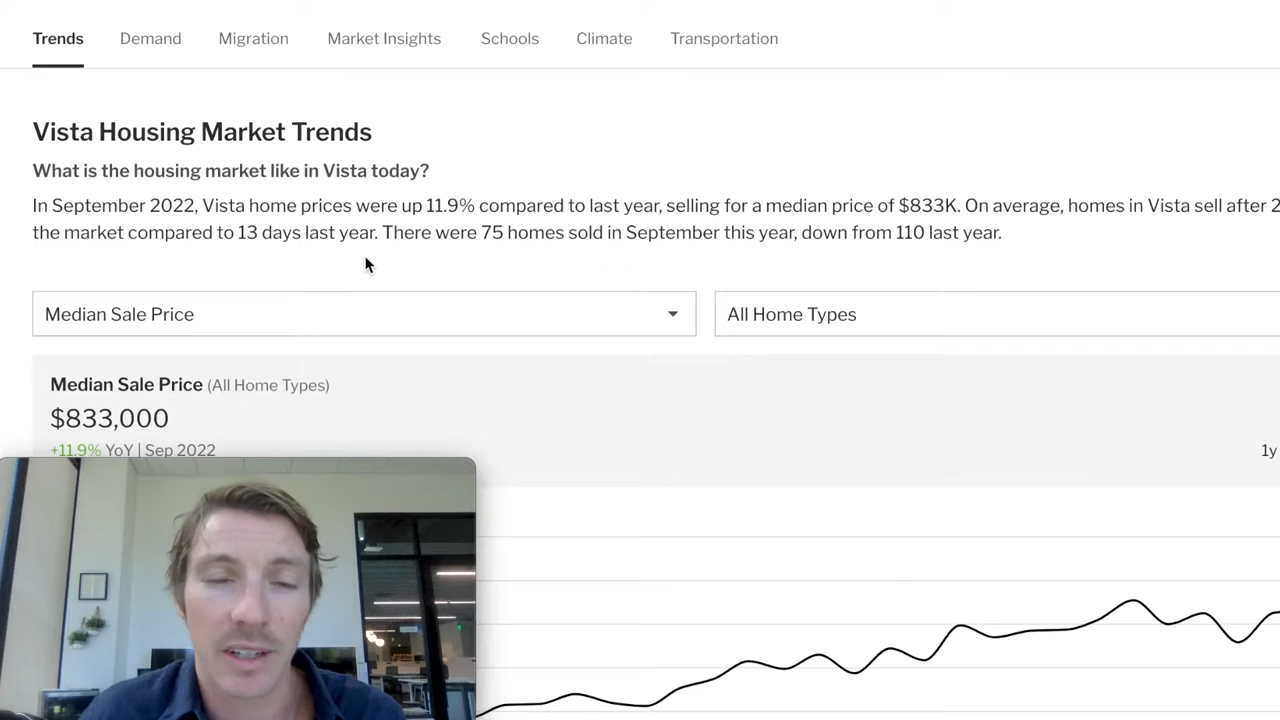 Trends Demand Migration Market Insights Schools Climate Transportation
Vista Housing Market Trends
What is the housing market like in Vista today?
In September 2022, Vista home prices were up 11.9% compared to last year, selling for a median price of $833K. On average, homes in Vista sell after 2
the market compared to 13 days last year. There were 75 homes sold in September this year, down from 110 last year.
Median Sale Price All Home Types
Median Sale Price (All Home Types)
$833,000
+11.9% YoY | Sep 2022 1y